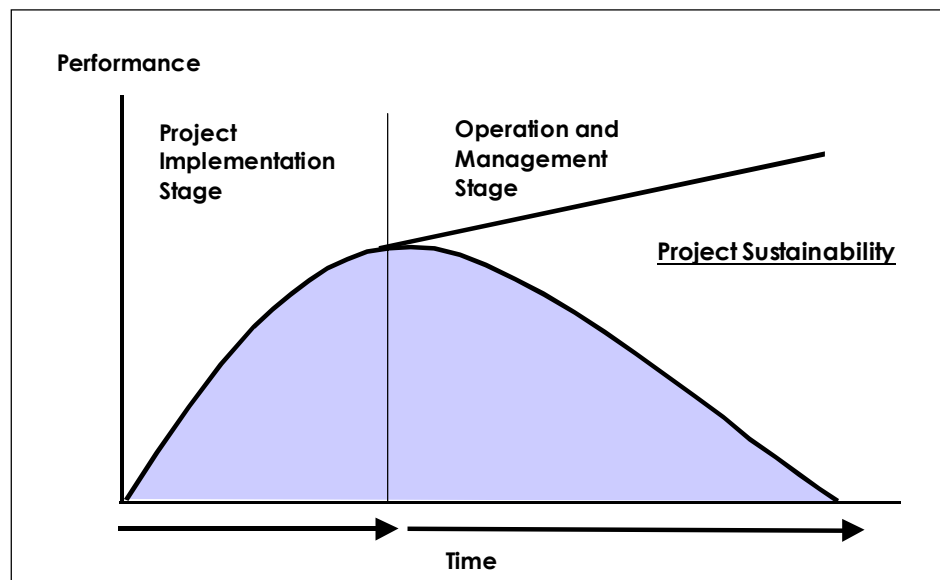 Performance
Project
Implementation
Stage
Operation and
Management
Stage
Project Sustainability
Time